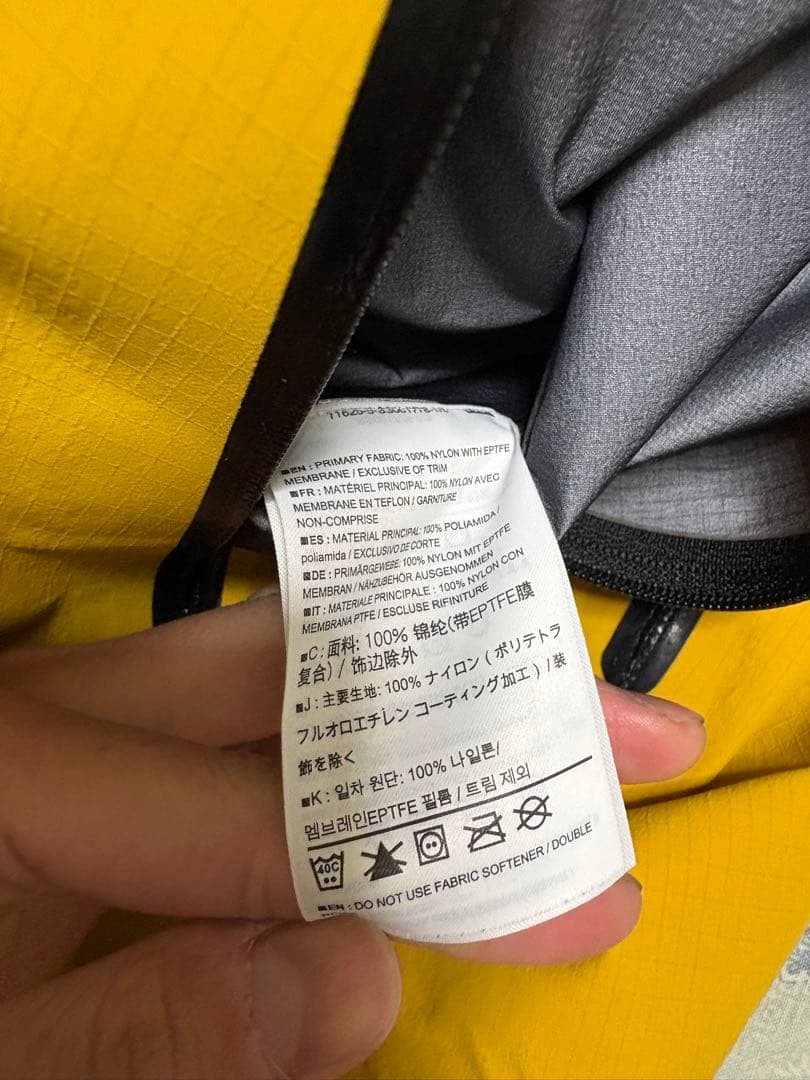 ■EN : PRIMARY FABRIC: 100% NYLON WITH EPTFE
MEMBRANE / EXCLUSIVE OF TRIM
■FR : MATÉRIEL PRINCIPAL: 100% NYLON AVEC
MEMBRANE EN TEFLON / GARNITURE
NON-COMPRISE
■ES : MATERIAL PRINCIPAL: 100% POLIAMIDA /
poliamida / EXCLUSIVO DE CORTE
■DE : PRIMÄRGEWEBE: 100% NYLON MIT EPTFE
MEMBRAN / NÄHZUBEHÖR AUSGENOMMEN
■IT : MATERIALE PRINCIPALE : 100% NYLON CON
MEMBRANA PTFE / ESCLUSE RIFINITURE
■C : 面料: 100% 锦纶(带EPTFE膜
复合) / 饰边除外
■J : 主要生地: 100% ナイロン ( ポリテトラ
フルオロエチレン コーティング加工 ) / 装
飾を除く
■K : 일차 원단: 100% 나일론/
멤브레인EPTFE 필름 / 트림 제외
40C
■EN : DO NOT USE FABRIC SOFTENER / DOUBLE